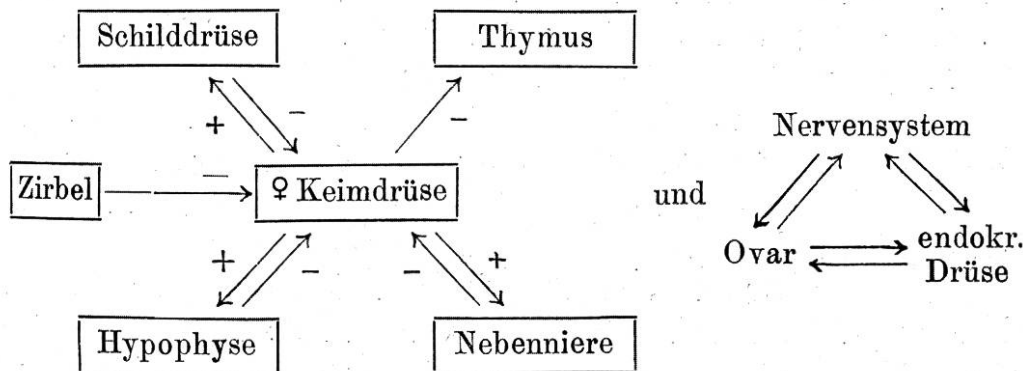 Schilddrüse
Thymus
+
−
−
Zirbel
−
♀ Keimdrüse
+
−
−
+
Hypophyse
Nebenniere
und
Nervensystem
Ovar
endokr.
Drüse